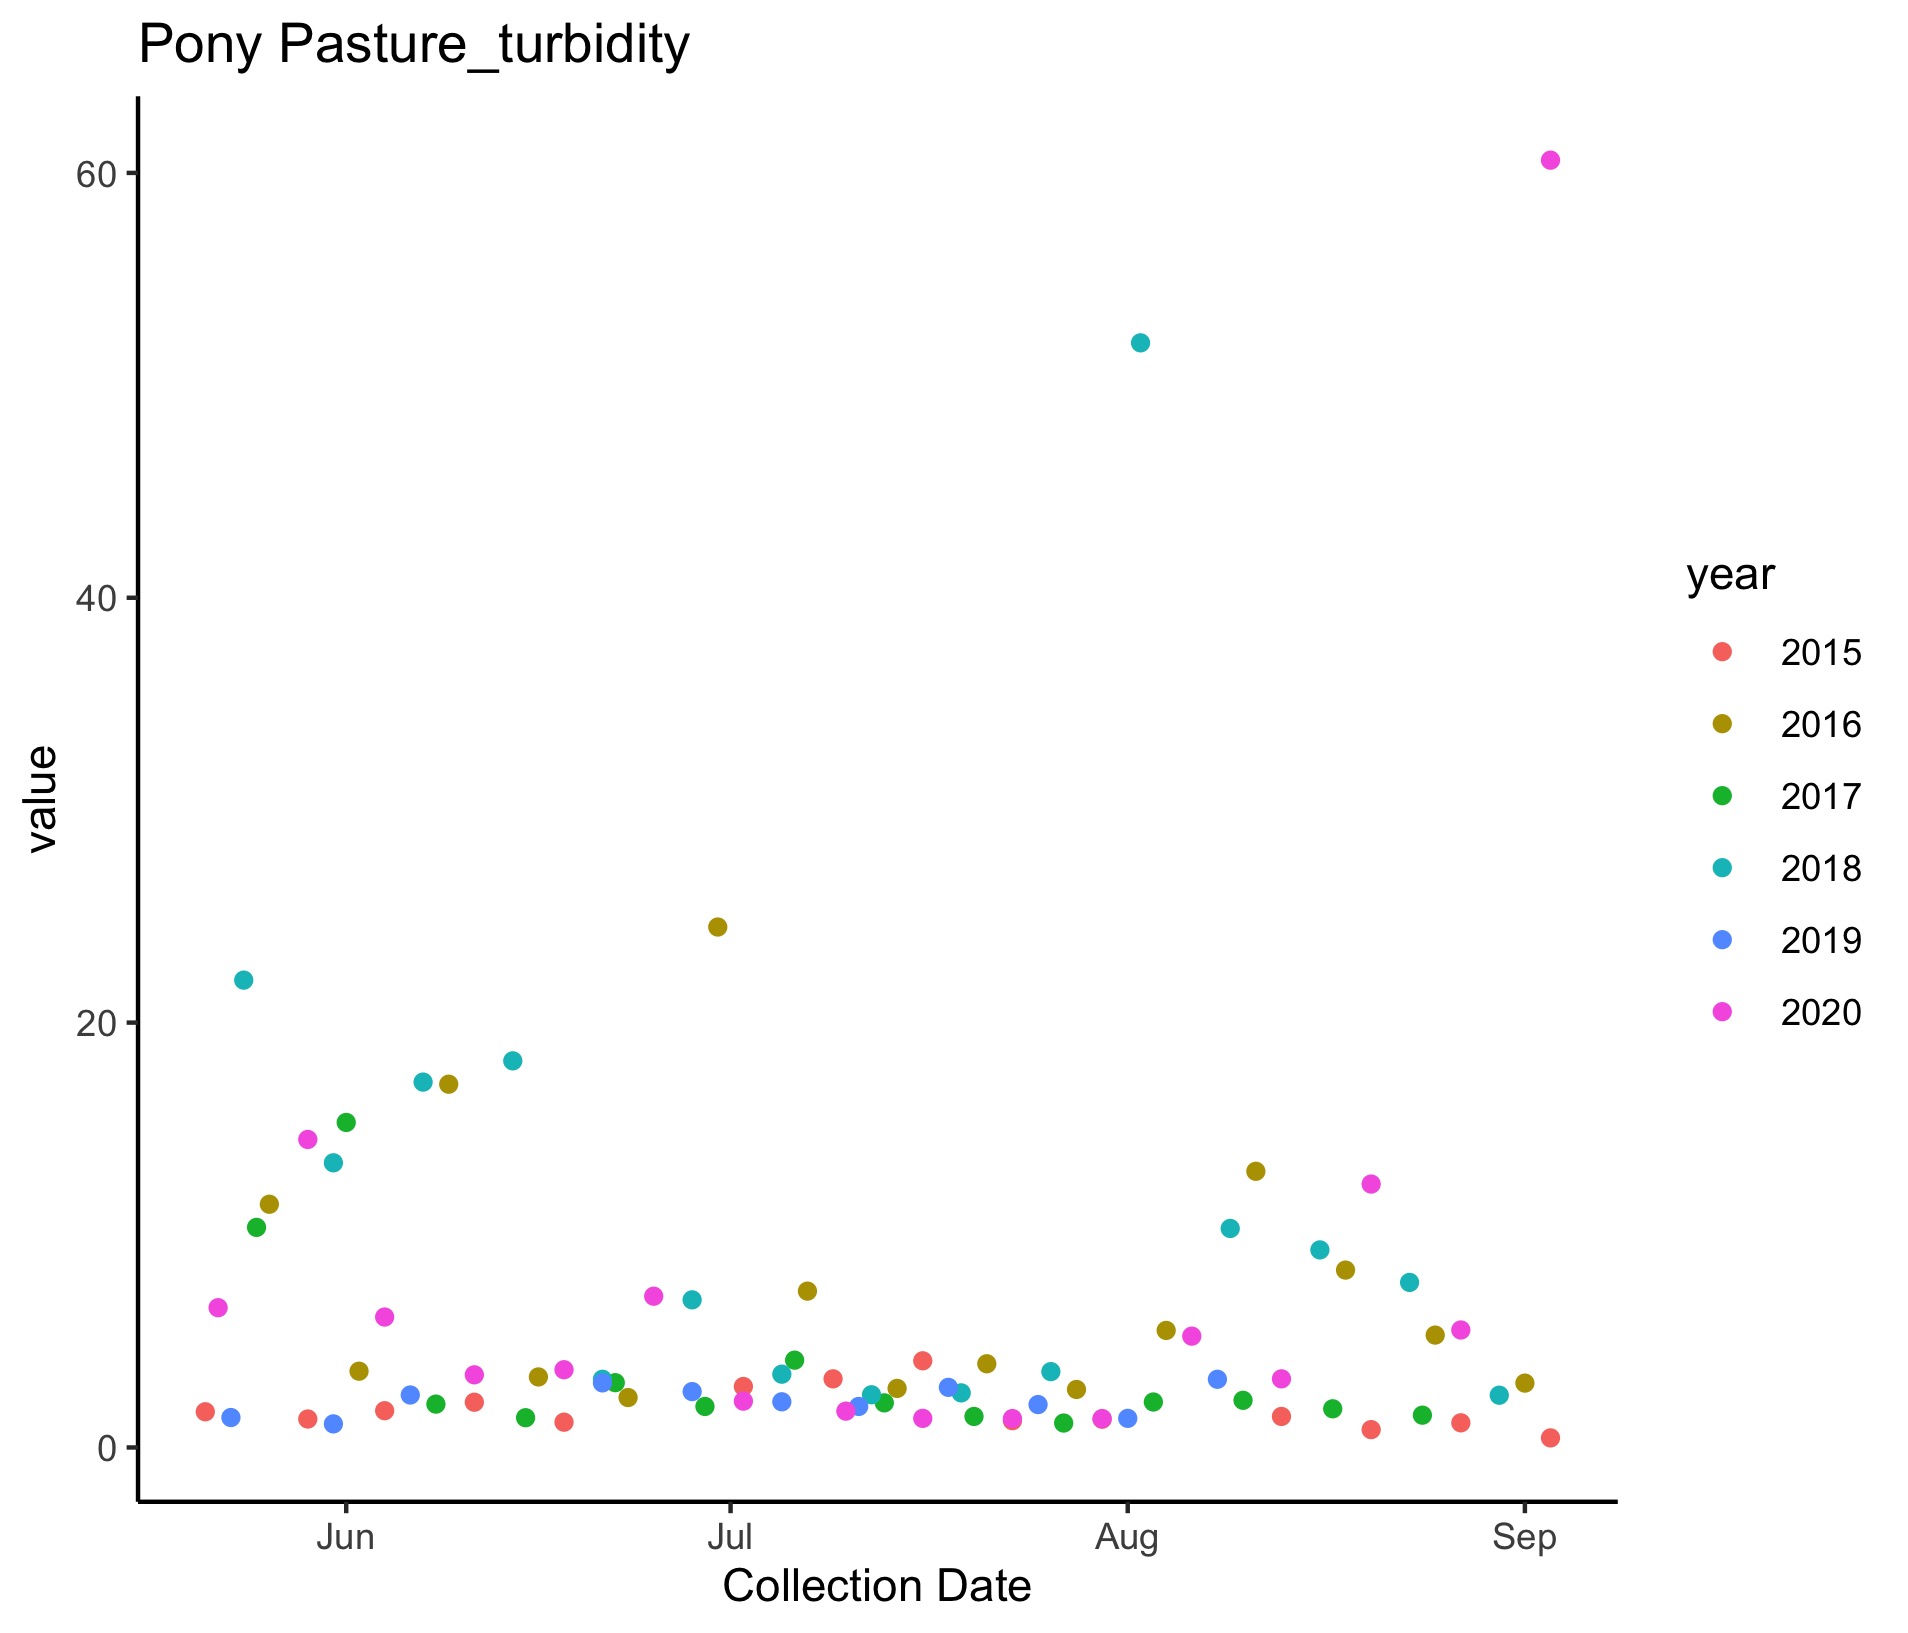 Pony Pasture_turbidity
60
40
20
0
value
Jun
Jul
Aug
Sep
Collection Date
year
2015
2016
2017
2018
2019
2020